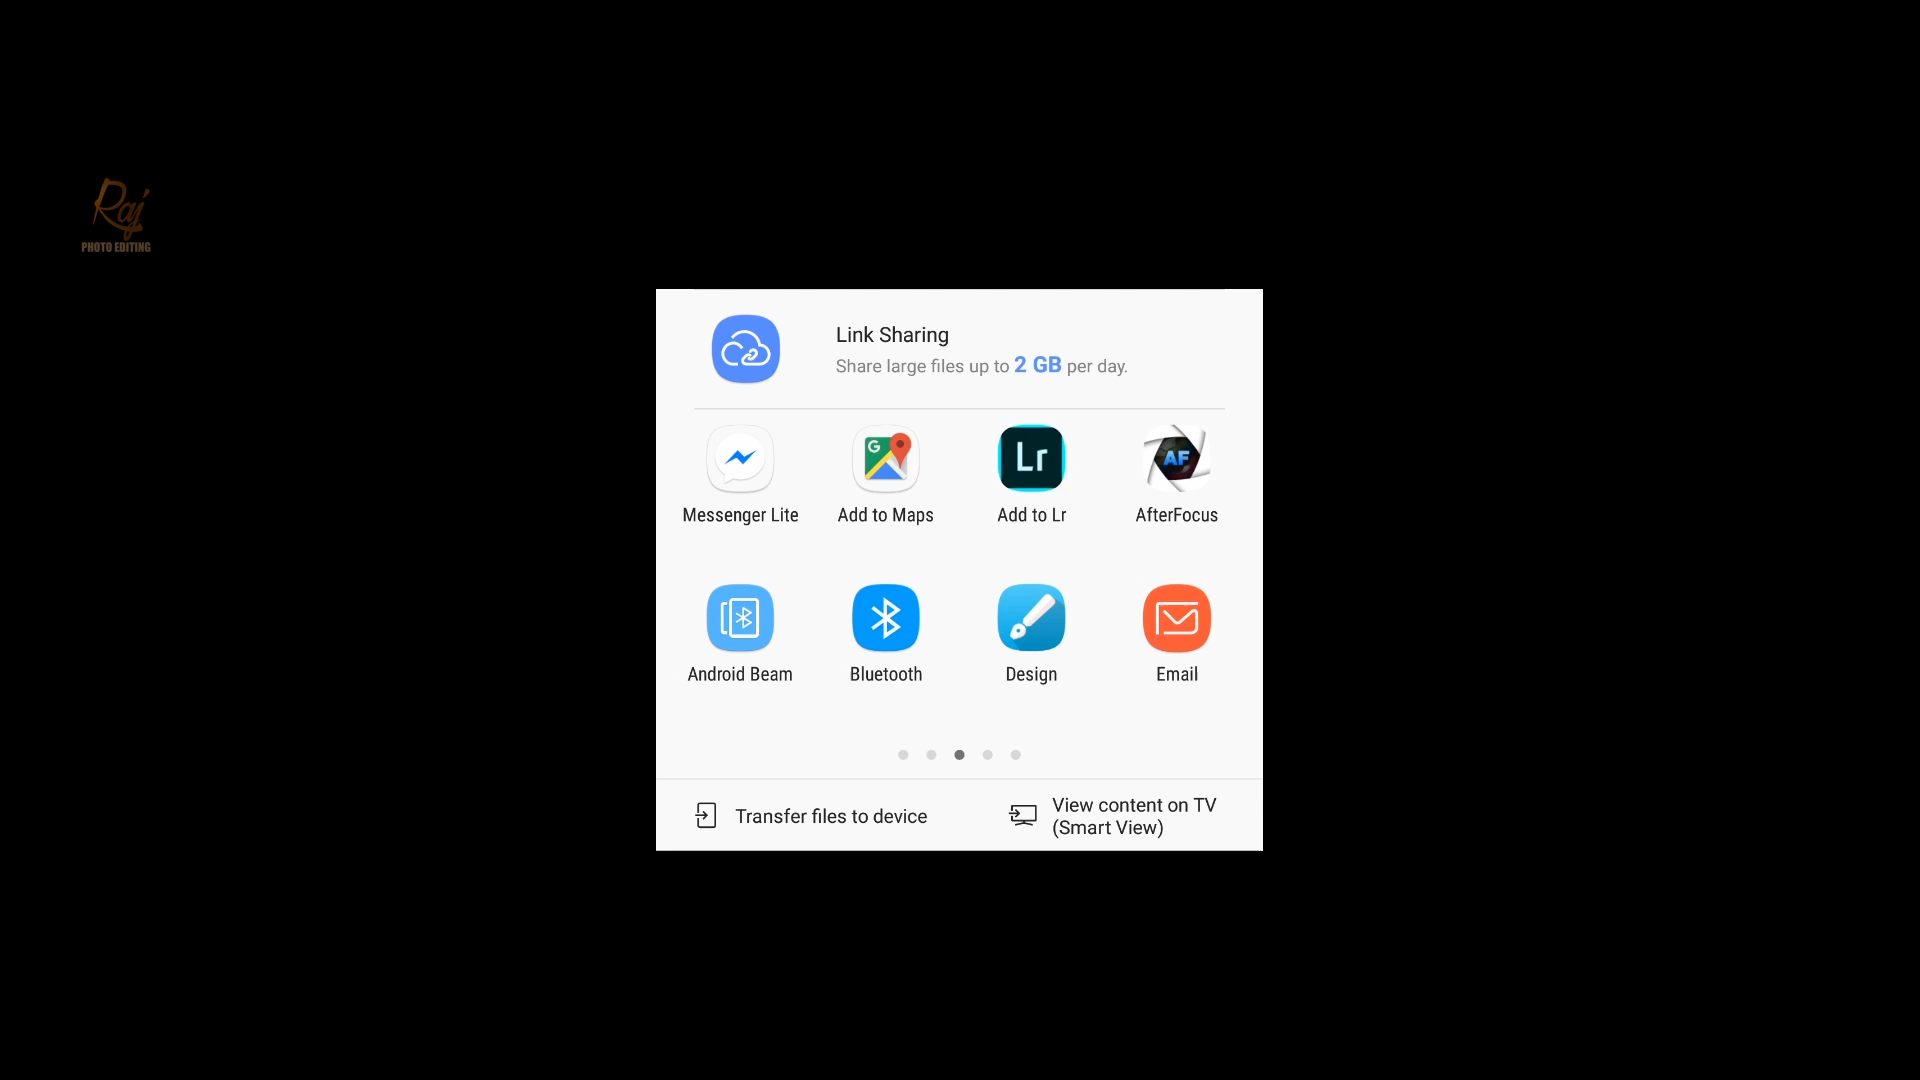 Raj
PHOTO EDITING
Link Sharing
Share large files up to 2 GB per day.
Messenger Lite
G
Add to Maps
Lr
Add to Lr
AF
AfterFocus
Android Beam
Bluetooth
Design
Email
Transfer files to device
View content on TV
(Smart View)